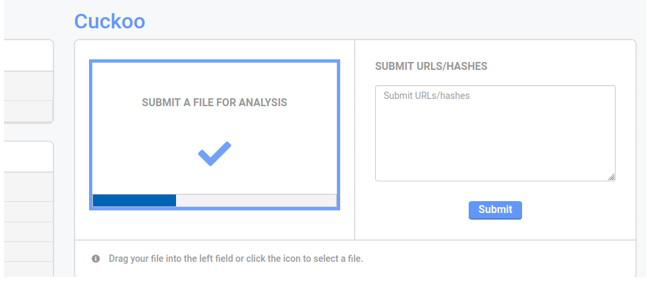 Cuckoo
SUBMIT A FILE FOR ANALYSIS
SUBMIT URLS/HASHES
Submit URLs/hashes
Submit
Drag your file into the left field or click the icon to select a file.